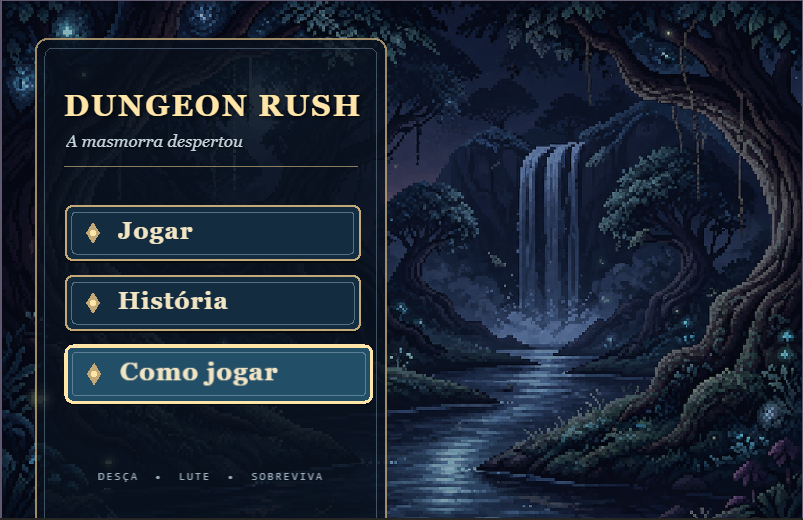 DUNGEON RUSH
A masmorra despertou
Jogar
História
Como jogar
DESÇA • LUTE • SOBREVIVA